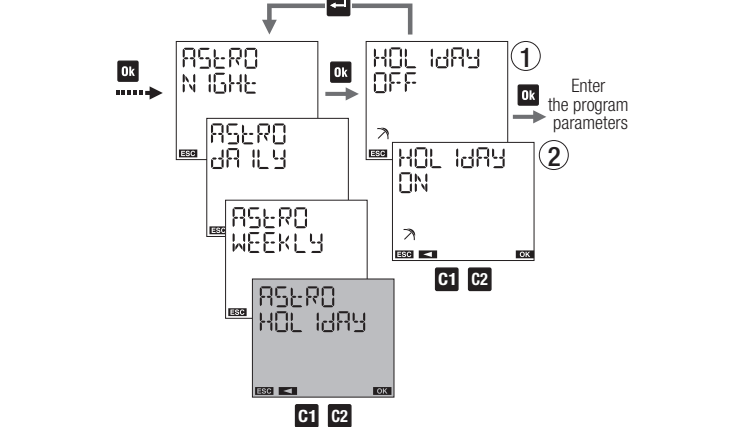 Ok
AStRO
NIGHt
ESC
AStRO
dAILY
ESC
AStRO
WEEKLY
ESC
AStRO
HOLIdAY
ESC
OK
C1 C2
Ok
HOLIdAY
OFF
ESC
1
HOLIdAY
ON
ESC
OK
2
C1 C2
Ok
Enter
the program
parameters